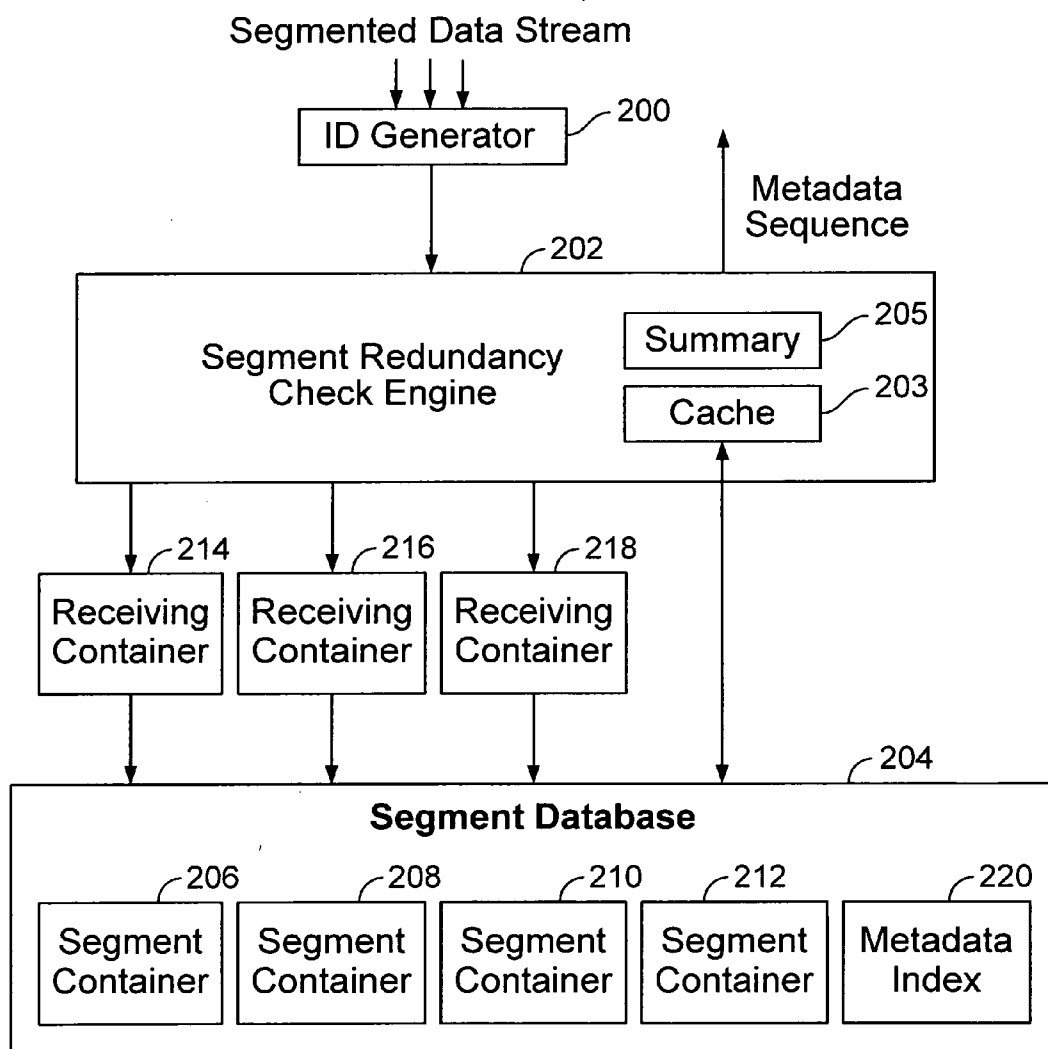 Segmented Data Stream
200
ID Generator
Metadata
Sequence
202
205
Summary
Segment Redundancy
Check Engine
203
Cache
214
216
218
Receiving
Container
Receiving
Container
Receiving
Container
204
Segment Database
206
208
210
212
220
Segment
Container
Segment
Container
Segment
Container
Segment
Container
Metadata
Index